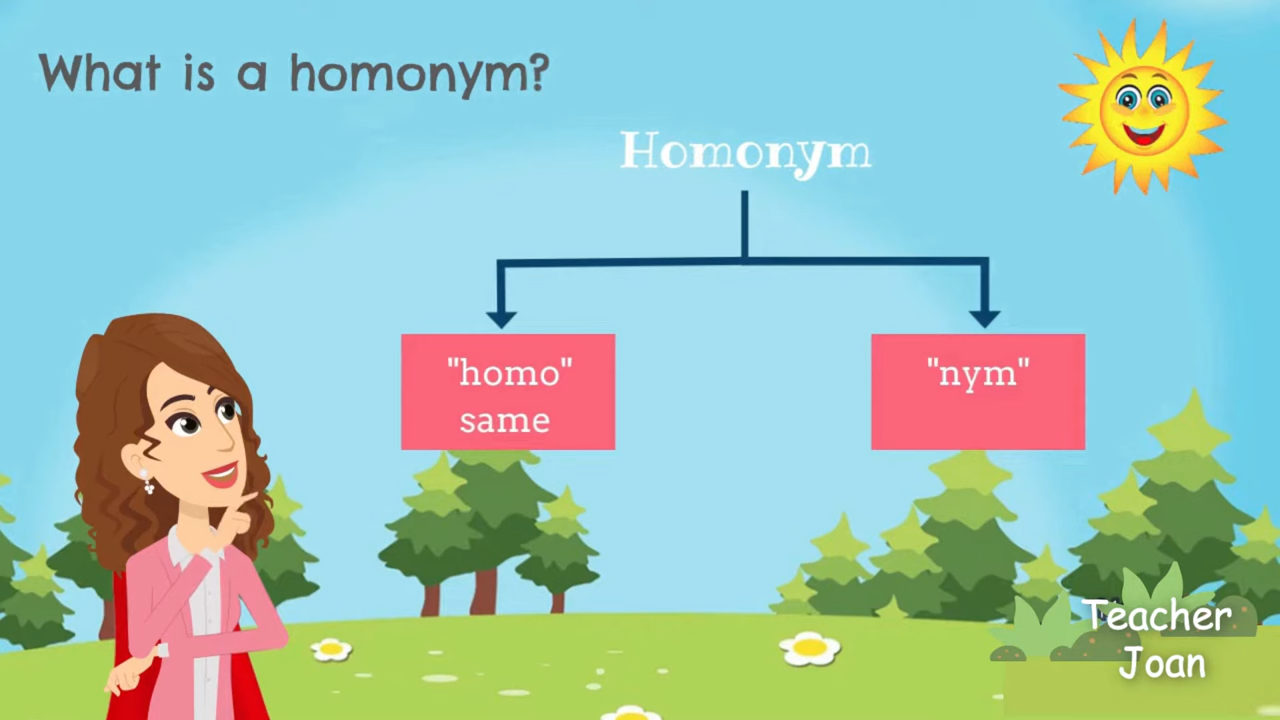 What is a homonym?
Homonym
"homo"
same
"nym"
Teacher
Joan